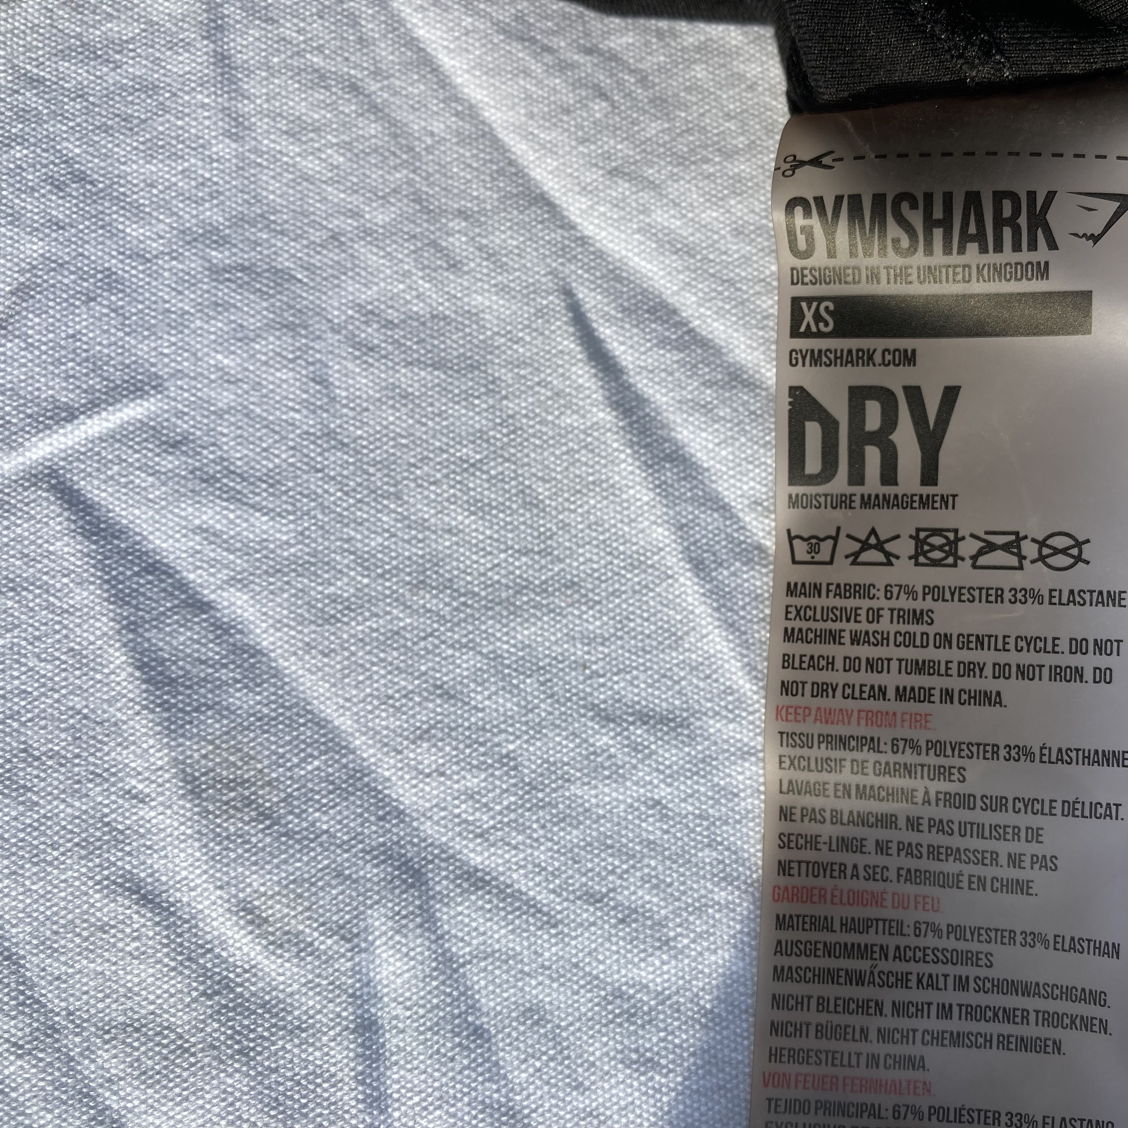 GYMSHARK
DESIGNED IN THE UNITED KINGDOM
XS
GYMSHARK.COM
DRY
MOISTURE MANAGEMENT
30
MAIN FABRIC: 67% POLYESTER 33% ELASTANE
EXCLUSIVE OF TRIMS
MACHINE WASH COLD ON GENTLE CYCLE. DO NOT
BLEACH. DO NOT TUMBLE DRY. DO NOT IRON. DO
NOT DRY CLEAN. MADE IN CHINA.
KEEP AWAY FROM FIRE.
TISSU PRINCIPAL: 67% POLYESTER 33% ÉLASTHANNE
EXCLUSIF DE GARNITURES
LAVAGE EN MACHINE À FROID SUR CYCLE DÉLICAT.
NE PAS BLANCHIR. NE PAS UTILISER DE
SECHE-LINGE. NE PAS REPASSER. NE PAS
NETTOYER A SEC. FABRIQUÉ EN CHINE.
GARDER ÉLOIGNÉ DU FEU.
MATERIAL HAUPTTEIL: 67% POLYESTER 33% ELASTHAN
AUSGENOMMEN ACCESSOIRES
MASCHINENWÄSCHE KALT IM SCHONWASCHGANG.
NICHT BLEICHEN. NICHT IM TROCKNER TROCKNEN.
NICHT BÜGELN. NICHT CHEMISCH REINIGEN.
HERGESTELLT IN CHINA.
VON FEUER FERNHALTEN.
TEJIDO PRINCIPAL: 67% POLIÉSTER 33% ELASTANO